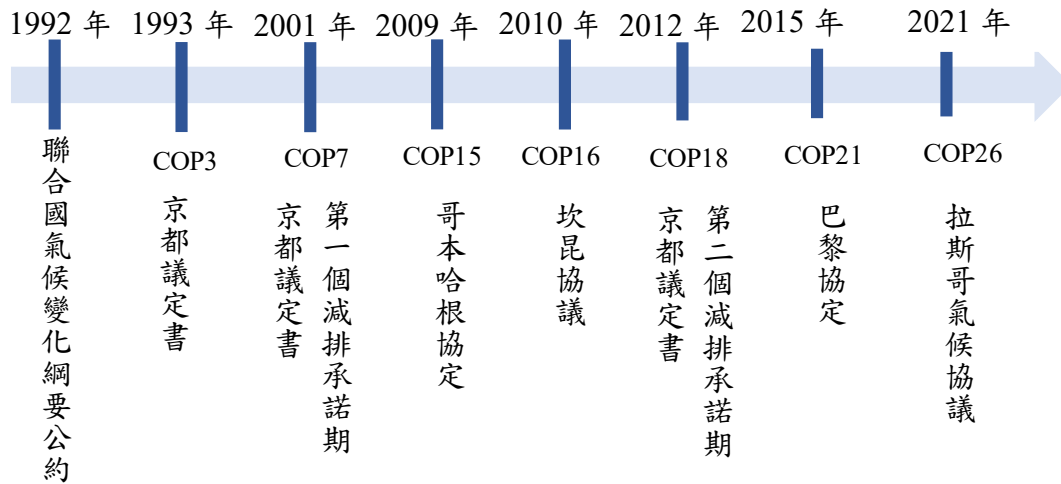 1992 年
1993 年
2001 年
2009 年
2010 年
2012 年
2015 年
2021 年
聯合國氣候變化綱要公約
COP3
京都議定書
COP7
第一個減排承諾期
京都議定書
COP15
哥本哈根協定
COP16
坎昆協議
COP18
第二個減排承諾期
京都議定書
COP21
巴黎協定
COP26
拉斯哥氣候協議